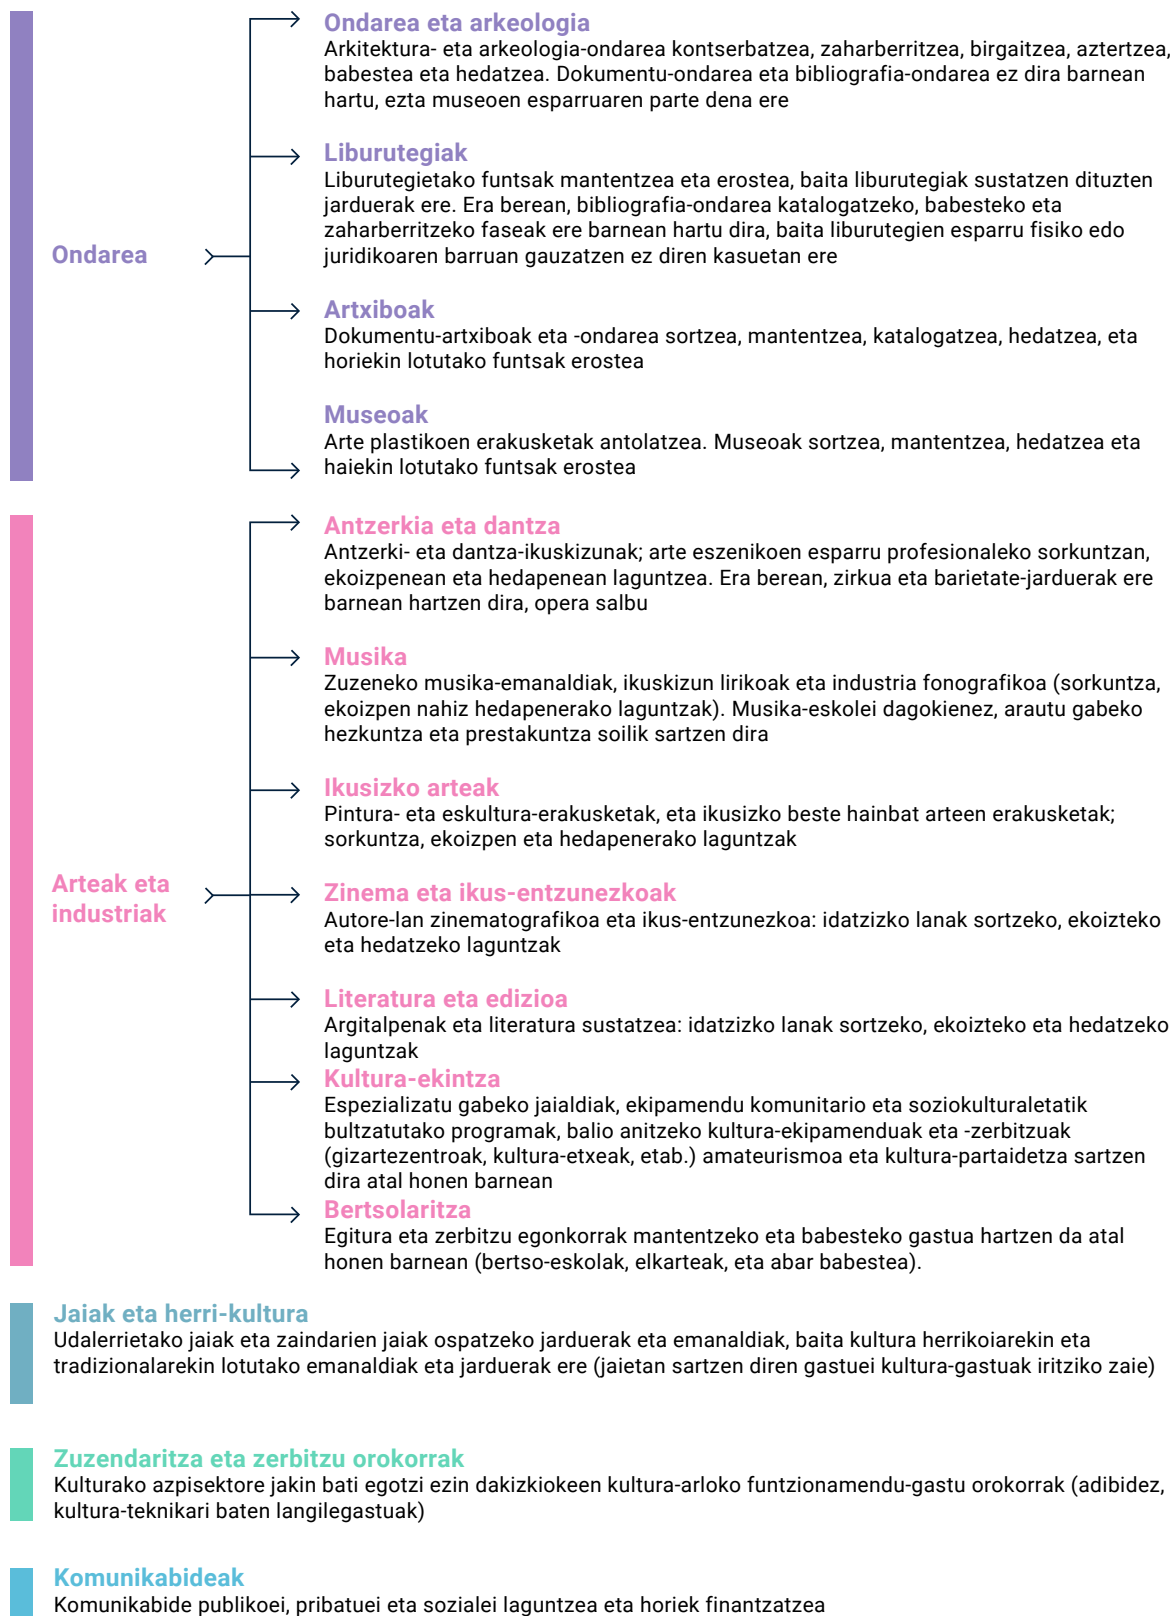 Ondarea
Ondarea eta arkeologia
Arkitektura- eta arkeologia-ondarea kontserbatzea, zaharberritzea, birgaitzea, aztertzea,
babestea eta hedatzea. Dokumentu-ondarea eta bibliografia-ondarea ez dira barnean
hartu, ezta museoen esparruaren parte dena ere
Liburutegiak
Liburutegietako funtsak mantentzea eta erostea, baita liburutegiak sustatzen dituzten
jarduerak ere. Era berean, bibliografia-ondarea katalogatzeko, babesteko eta
zaharberritzeko faseak ere barnean hartu dira, baita liburutegien esparru fisiko edo
juridikoaren barruan gauzatzen ez diren kasuetan ere
Artxiboak
Dokumentu-artxiboak eta -ondarea sortzea, mantentzea, katalogatzea, hedatzea, eta
horiekin lotutako funtsak erostea
Museoak
Arte plastikoen erakusketak antolatzea. Museoak sortzea, mantentzea, hedatzea eta
haiekin lotutako funtsak erostea
Arteak eta
industriak
Antzerkia eta dantza
Antzerki- eta dantza-ikuskizunak; arte eszenikoen esparru profesionaleko sorkuntzan,
ekoizpenean eta hedapenean laguntzea. Era berean, zirkua eta barietate-jarduerak ere
barnean hartzen dira, opera salbu
Musika
Zuzeneko musika-emanaldiak, ikuskizun lirikoak eta industria fonografikoa (sorkuntza,
ekoizpen nahiz hedapenerako laguntzak). Musika-eskolei dagokienez, arautu gabeko
hezkuntza eta prestakuntza soilik sartzen dira
Ikusizko arteak
Pintura- eta eskultura-erakusketak, eta ikusizko beste hainbat arteen erakusketak;
sorkuntza, ekoizpen eta hedapenerako laguntzak
Zinema eta ikus-entzunezkoak
Autore-lan zinematografikoa eta ikus-entzunezkoa: idatzizko lanak sortzeko, ekoizteko
eta hedatzeko laguntzak
Literatura eta edizioa
Argitalpenak eta literatura sustatzea: idatzizko lanak sortzeko, ekoizteko eta hedatzeko
laguntzak
Kultura-ekintza
Espezializatu gabeko jaialdiak, ekipamendu komunitario eta soziokulturaletatik
bultzatutako programak, balio anitzeko kultura-ekipamenduak eta -zerbitzuak
(gizartezentroak, kultura-etxeak, etab.) amateurismoa eta kultura-partaidetza sartzen
dira atal honen barnean
Bertsolaritza
Egitura eta zerbitzu egonkorrak mantentzeko eta babesteko gastua hartzen da atal
honen barnean (bertso-eskolak, elkarteak, eta abar babestea).
Jaiak eta herri-kultura
Udalerrietako jaiak eta zaindarien jaiak ospatzeko jarduerak eta emanaldiak, baita kultura herrikoiarekin eta
tradizionalarekin lotutako emanaldiak eta jarduerak ere (jaietan sartzen diren gastuei kultura-gastuak iritziko zaie)
Zuzendaritza eta zerbitzu orokorrak
Kulturako azpisektore jakin bati egotzi ezin dakizkiokeen kultura-arloko funtzionamendu-gastu orokorrak (adibidez,
kultura-teknikari baten langilegastuak)
Komunikabideak
Komunikabide publikoei, pribatuei eta sozialei laguntzea eta horiek finantzatzea